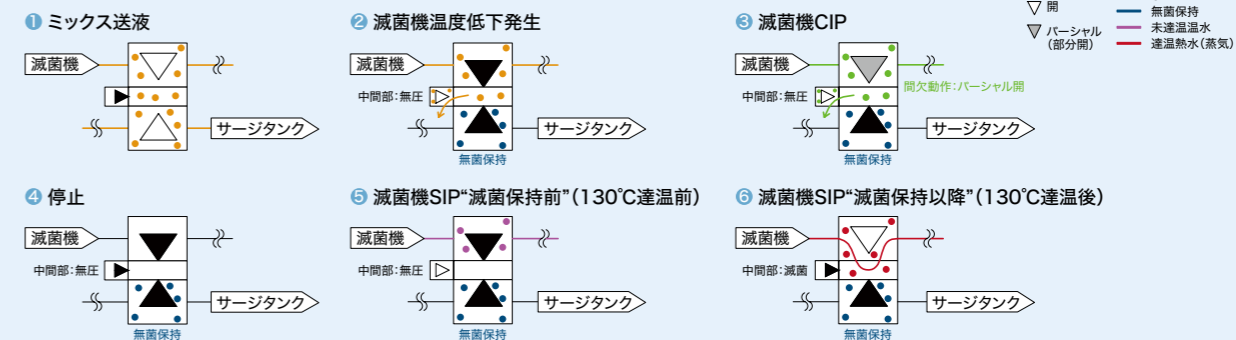 開
パーシャル
(部分開)
無菌保持
未達温温水
達温熱水(蒸気)
❶ ミックス送液
滅菌機
サージタンク
❷ 滅菌機温度低下発生
滅菌機
中間部:無圧
サージタンク
無菌保持
❸ 滅菌機CIP
滅菌機
中間部:無圧
間欠動作:パーシャル開
サージタンク
無菌保持
❹ 停止
滅菌機
中間部:無圧
サージタンク
無菌保持
❺ 滅菌機SIP“滅菌保持前”(130℃達温前)
滅菌機
中間部:無圧
サージタンク
無菌保持
❻ 滅菌機SIP“滅菌保持以降”(130℃達温後)
滅菌機
中間部:滅菌
サージタンク
無菌保持